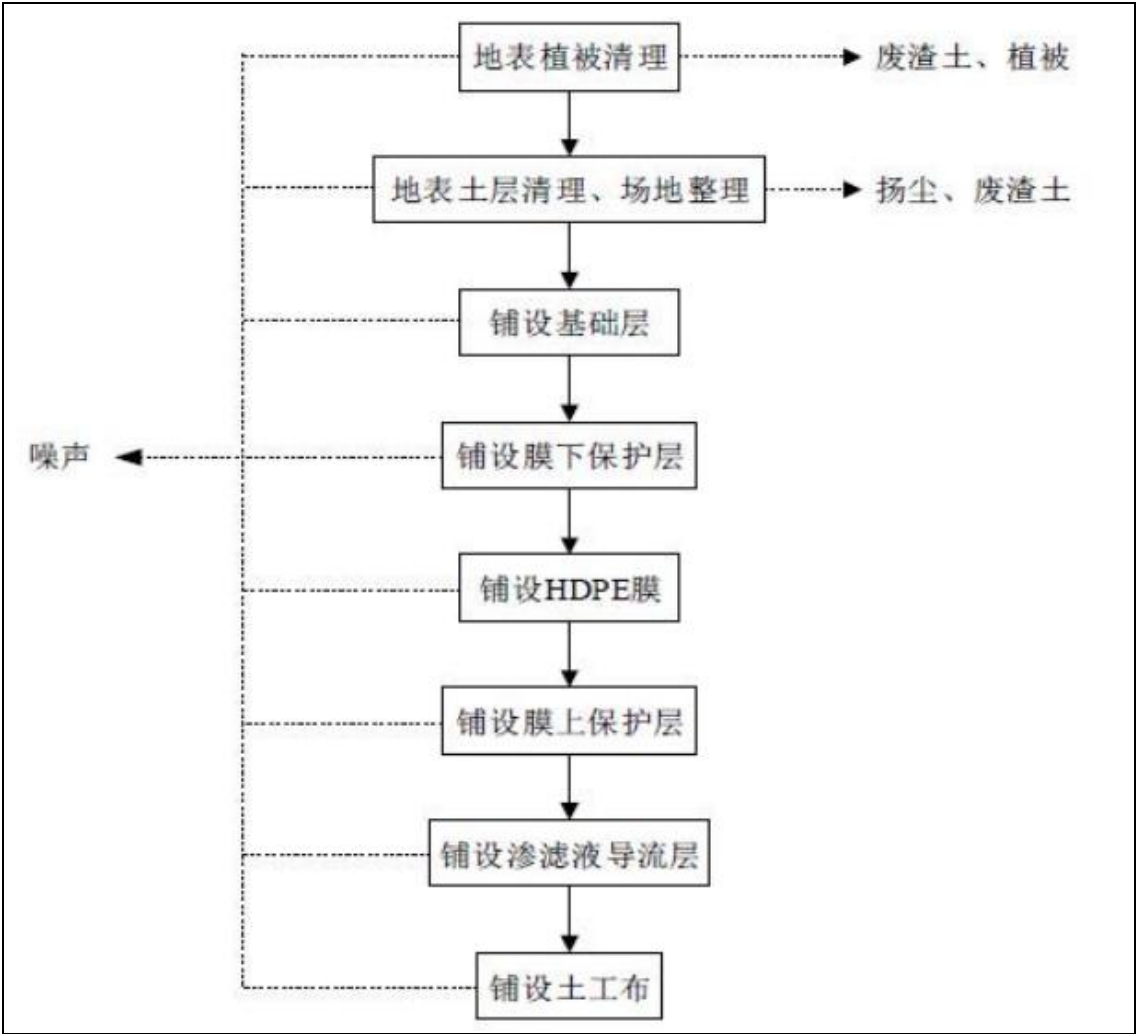 地表植被清理
废渣土、植被
地表土层清理、场地整理
扬尘、废渣土
铺设基础层
噪声
铺设膜下保护层
铺设HDPE膜
铺设膜上保护层
铺设渗滤液导流层
铺设土工布